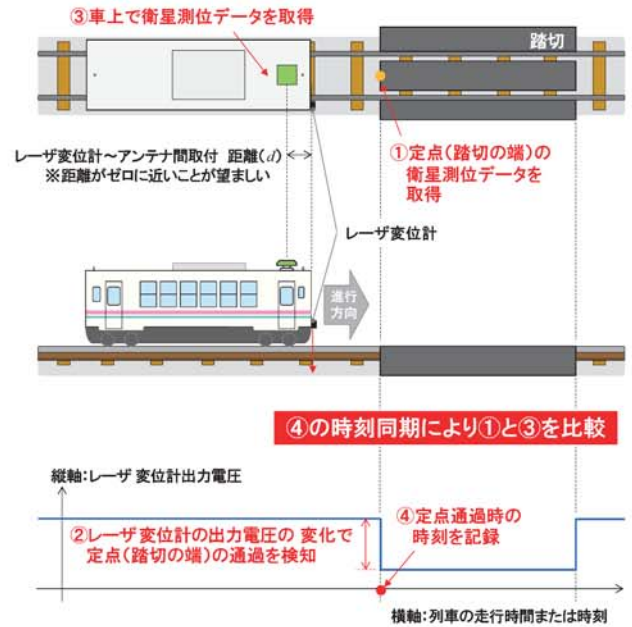 ③車上で衛星測位データを取得
踏切
レーザ変位計～アンテナ間取付 距離(d)
※距離がゼロに近いことが望ましい
①定点(踏切の端)の
衛星測位データを
取得
レーザ変位計
進行
方向
④の時刻同期により①と③を比較
縦軸:レーザ 変位計出力電圧
②レーザ変位計の出力電圧の 変化で
定点(踏切の端)の通過を検知
④定点通過時の
時刻を記録
横軸:列車の走行時間または時刻